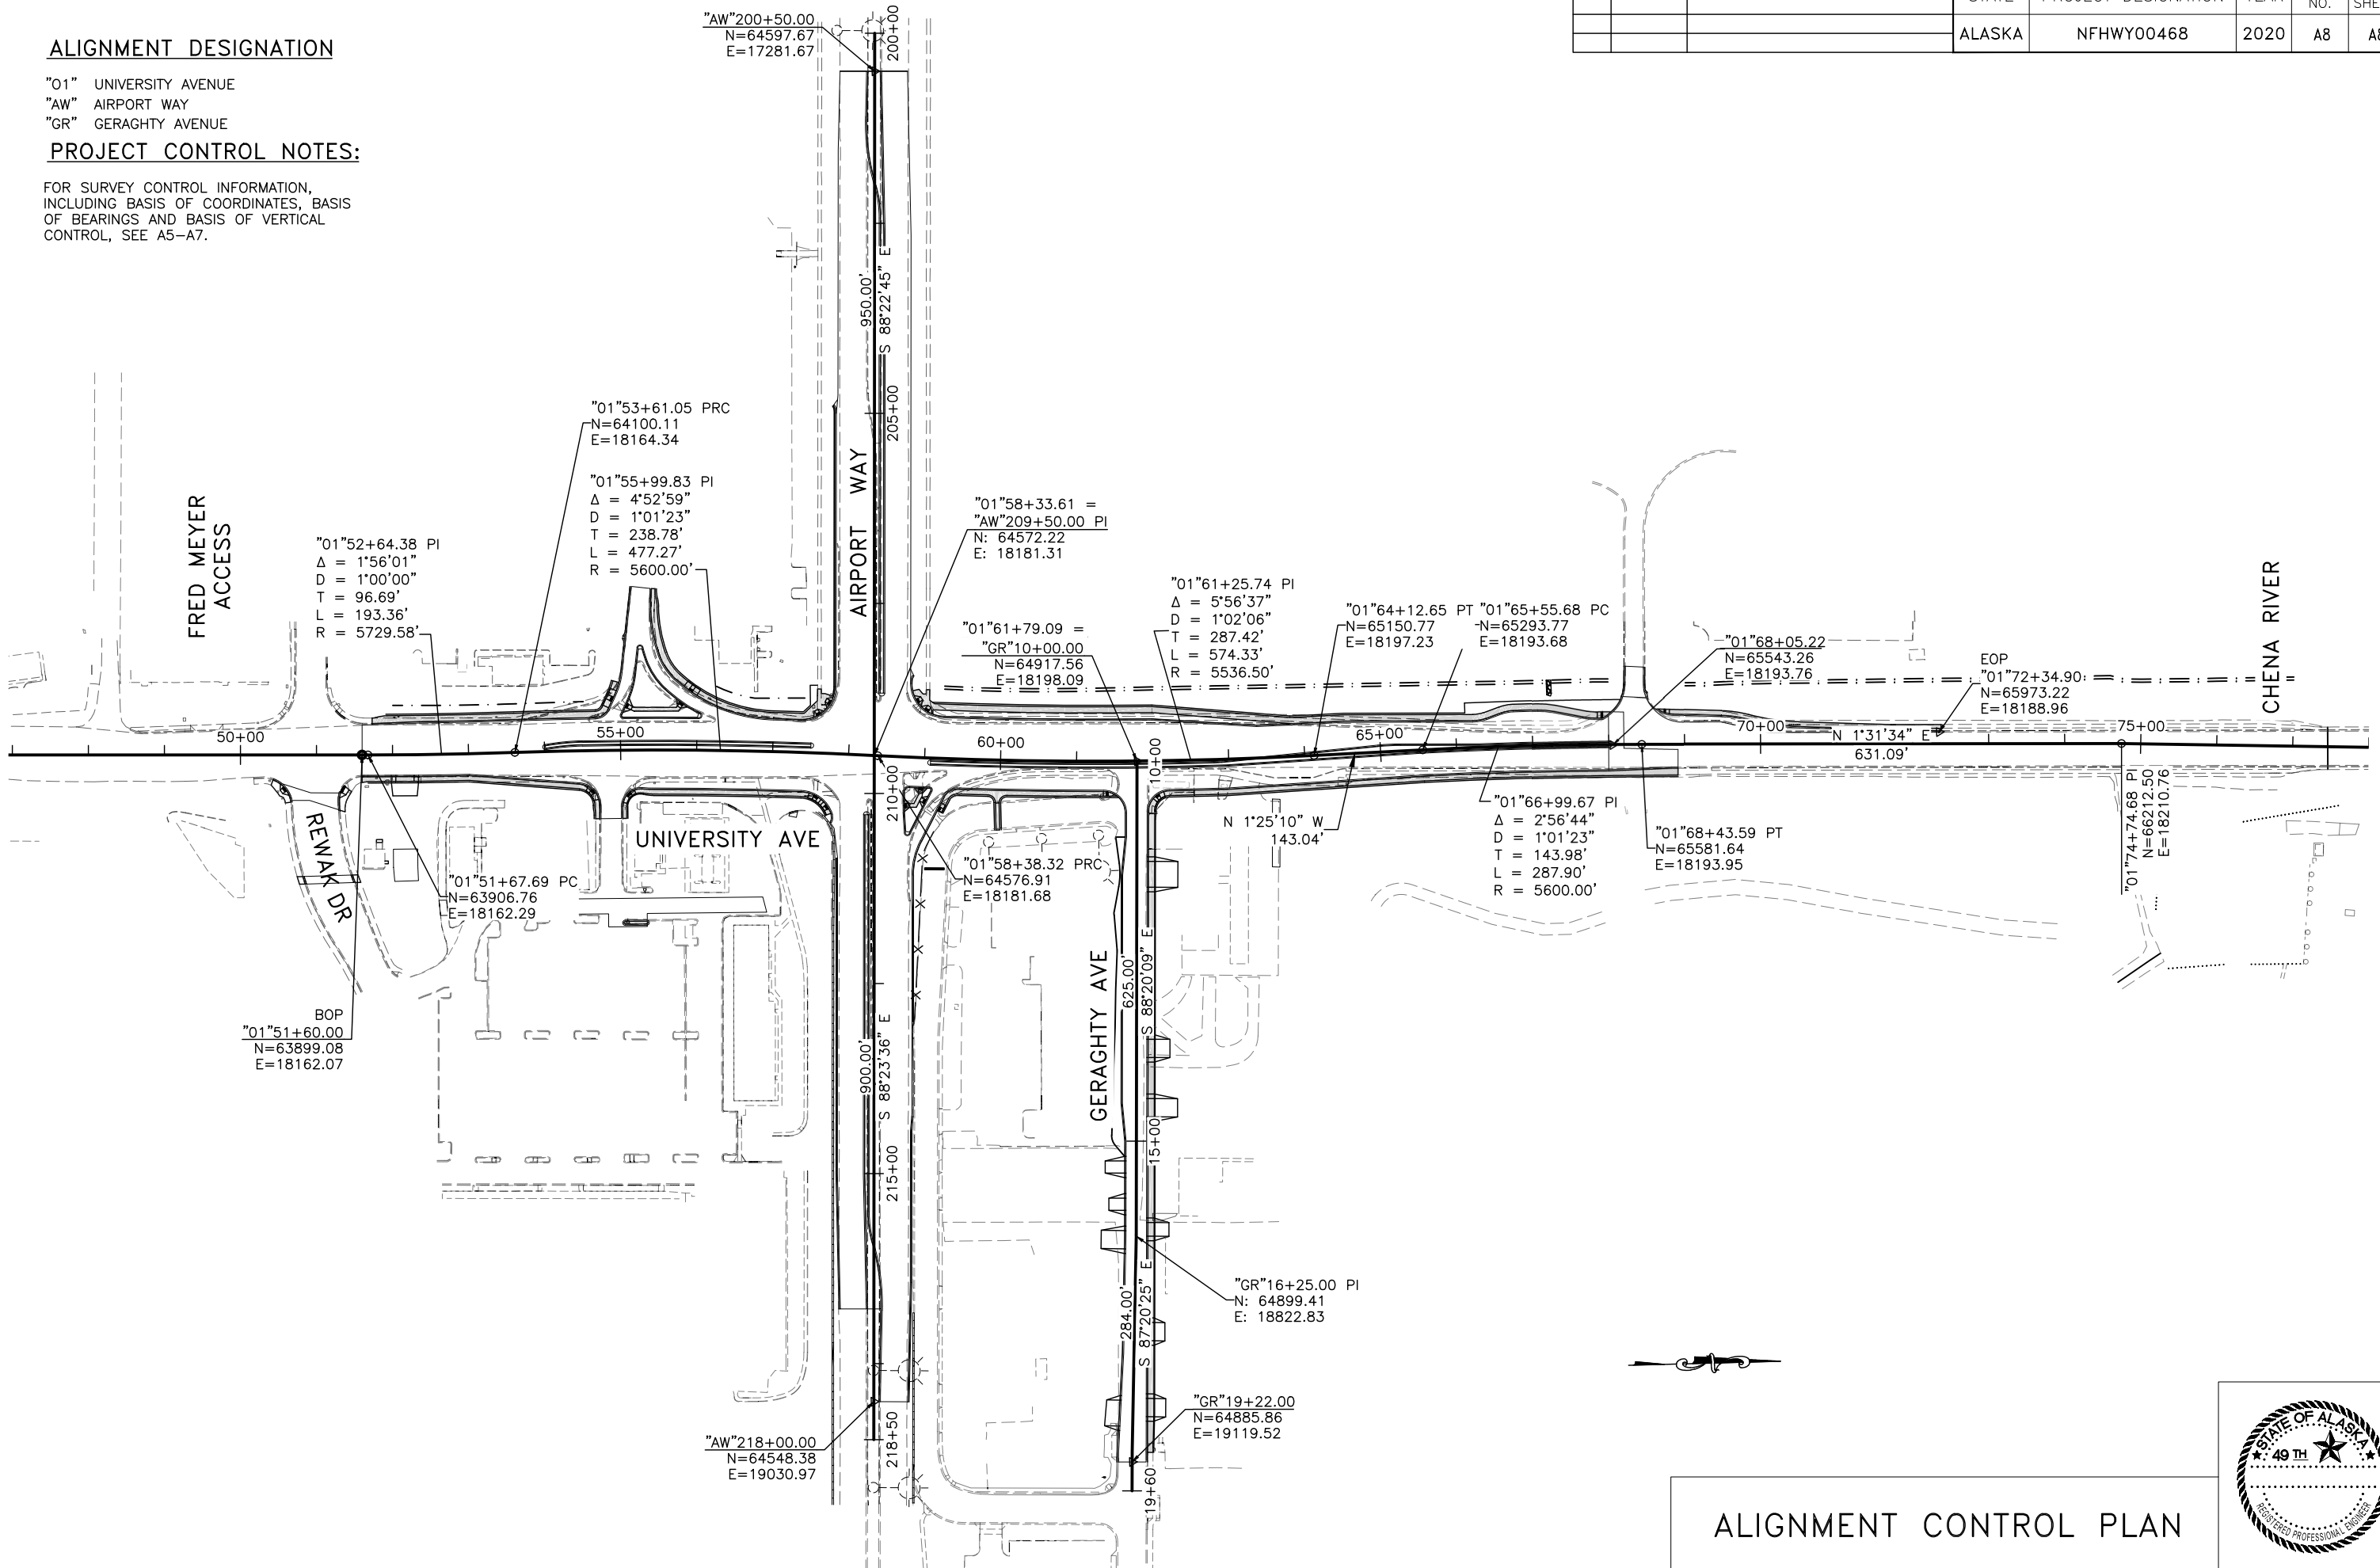 STATE PROJECT DESIGNATION YEAR NO.
ALASKA NFHWY00468 2020 A8
ALIGNMENT DESIGNATION
"01" UNIVERSITY AVENUE
"AW" AIRPORT WAY
"GR" GERAGHTY AVENUE
PROJECT CONTROL NOTES:
FOR SURVEY CONTROL INFORMATION,
INCLUDING BASIS OF COORDINATES, BASIS
OF BEARINGS AND BASIS OF VERTICAL
CONTROL, SEE A5-A7.
"AW"200+50.00
N=64597.67
E=17281.67
200+00
950.00'
S 88°22'45" E
205+00
AIRPORT WAY
FRED MEYER
ACCESS
"01"52+64.38 PI
Δ = 1°56'01"
D = 1°00'00"
T = 96.69'
L = 193.36'
R = 5729.58'
"01"53+61.05 PRC
N=64100.11
E=18164.34
"01"55+99.83 PI
Δ = 4°52'59"
D = 1°01'23"
T = 238.78'
L = 477.27'
R = 5600.00'
"01"58+33.61 =
"AW"209+50.00 PI
N: 64572.22
E: 18181.31
"01"61+79.09 =
"GR"10+00.00
N=64917.56
E=18198.09
"01"61+25.74 PI
Δ = 5°56'37"
D = 1°02'06"
T = 287.42'
L = 574.33'
R = 5536.50'
"01"64+12.65 PT
N=65150.77
E=18197.23
"01"65+55.68 PC
N=65293.77
E=18193.68
"01"68+05.22
N=65543.26
E=18193.76
EOP
"01"72+34.90
N=65973.22
E=18188.96
CHENA RIVER
50+00
55+00
60+00
65+00
70+00
75+00
N 1°31'34" E
631.09'
"01"74+74.68 PI
N=66212.50
E=18210.76
REWAK DR
UNIVERSITY AVE
210+00
10+00
N 1°25'10" W
143.04'
"01"66+99.67 PI
Δ = 2°56'44"
D = 1°01'23"
T = 143.98'
L = 287.90'
R = 5600.00'
"01"68+43.59 PT
N=65581.64
E=18193.95
"01"51+67.69 PC
N=63906.76
E=18162.29
"01"58+38.32 PRC
N=64576.91
E=18181.68
BOP
"01"51+60.00
N=63899.08
E=18162.07
900.00'
S 88°23'36" E
GERAGHTY AVE
625.00'
S 88°20'09" E
215+00
15+00
"GR"16+25.00 PI
N: 64899.41
E: 18822.83
284.00'
S 87°20'25" E
"GR"19+22.00
N=64885.86
E=19119.52
"AW"218+00.00
N=64548.38
E=19030.97
218+50
19+60
ALIGNMENT CONTROL PLAN
STATE OF ALASKA
49 TH
REGISTERED PROFESSIONAL ENGINEER